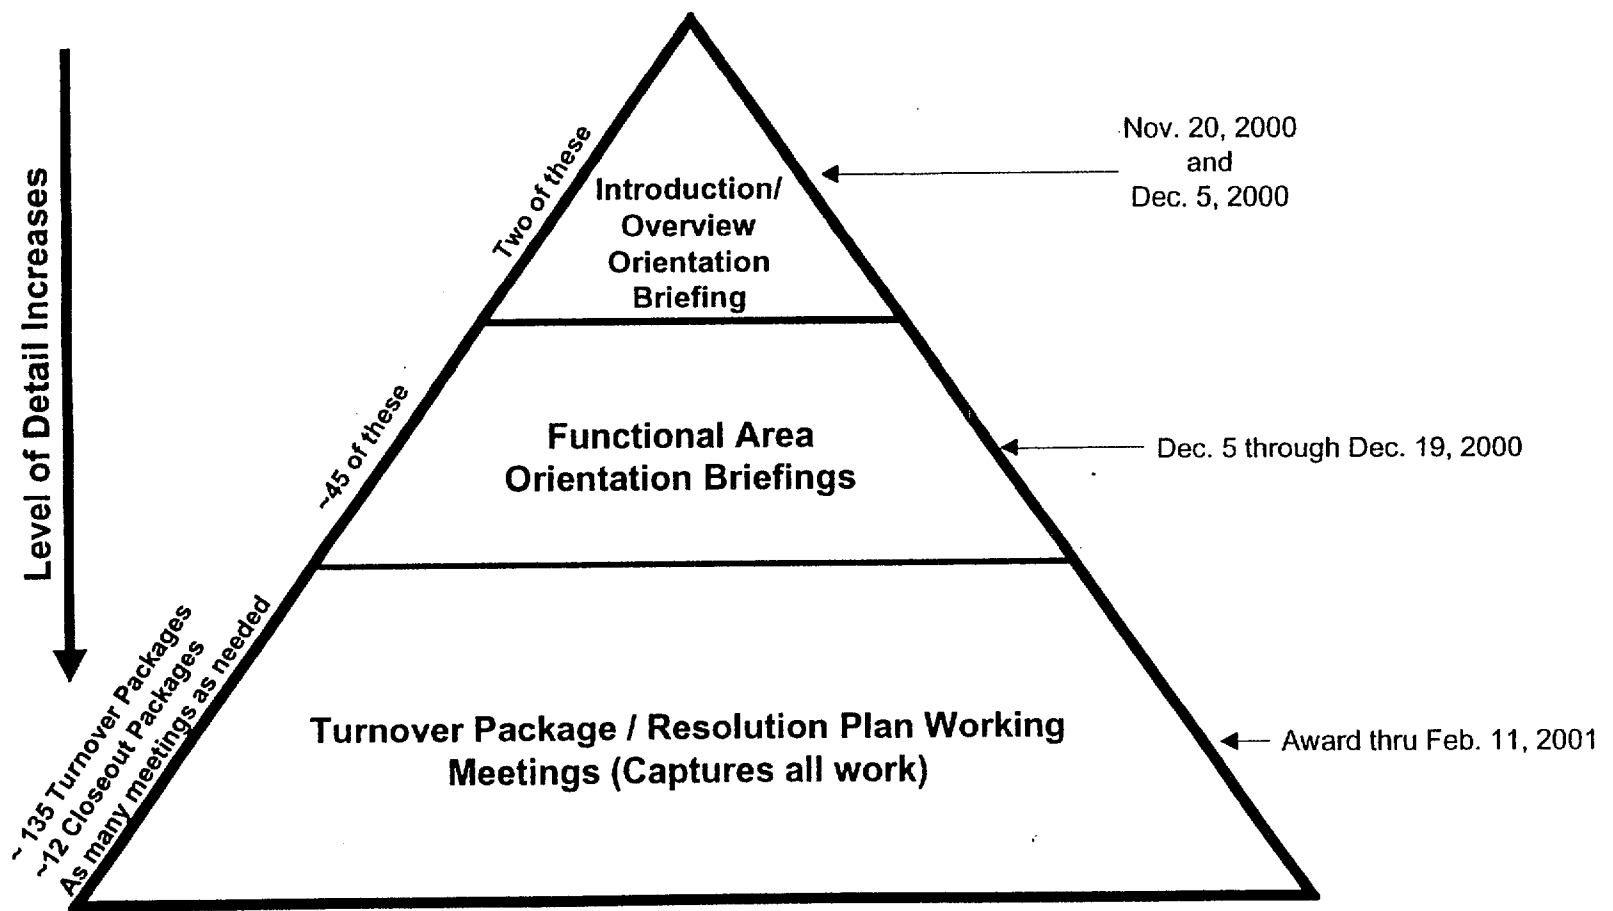 Level of Detail Increases
Two of these
Introduction/
Overview
Orientation
Briefing
Nov. 20, 2000
and
Dec. 5, 2000
~45 of these
Functional Area
Orientation Briefings
Dec. 5 through Dec. 19, 2000
~ 135 Turnover Packages
~12 Closeout Packages
As many meetings as needed
Turnover Package / Resolution Plan Working
Meetings (Captures all work)
Award thru Feb. 11, 2001